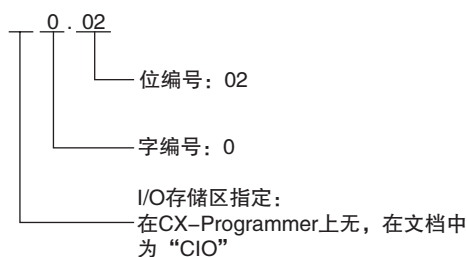 0 . 02
位编号：02
字编号：0
I/O存储区指定：
在CX–Programmer上无，在文档中
为“CIO”